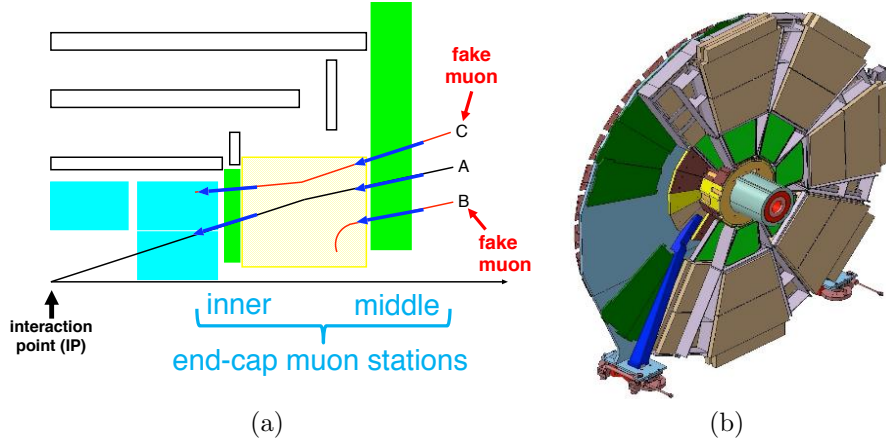 fake
muon
C
A
B
fake
muon
inner
middle
interaction
point (IP)
end-cap muon stations
(a)
(b)